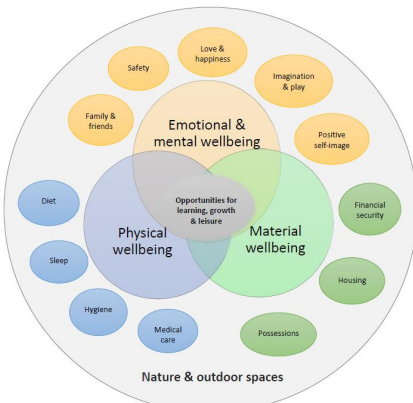 Love &
happiness
Safety
Imagination
& play
Family &
friends
Positive
self-image
Emotional &
mental wellbeing
Opportunities for
learning, growth
& leisure
Diet
Financial
security
Physical
wellbeing
Material
wellbeing
Sleep
Housing
Hygiene
Medical
care
Possessions
Nature & outdoor spaces